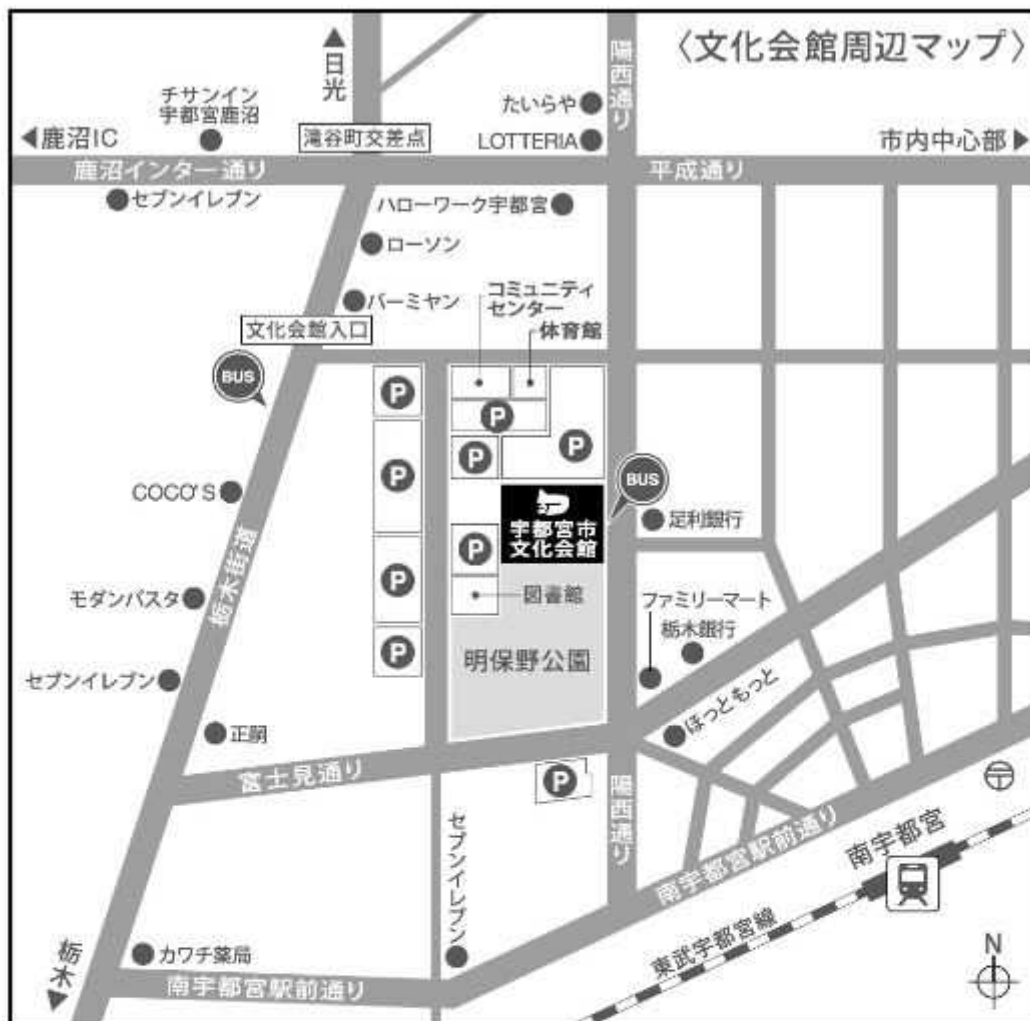 〈文化会館周辺マップ〉
▲日光
陽西通り
チサンイン
宇都宮鹿沼
たいらや
◀鹿沼IC
滝谷町交差点
LOTTERIA
市内中心部▶
鹿沼インター通り
平成通り
セブンイレブン
ハローワーク宇都宮
ローソン
バーミヤン
コミュニティ
センター
体育館
文化会館入口
BUS
P
P
P
P
P
BUS
COCO'S
宇都宮市
文化会館
足利銀行
P
P
栃木街道
モダンパスタ
図書館
ファミリーマート
栃木銀行
明保野公園
P
セブンイレブン
ほっともっと
正嗣
富士見通り
P
陽西通り
〒
セブンイレブン
南宇都宮駅前通り
南宇都宮
東武宇都宮線
栃木▼
カワチ薬局
南宇都宮駅前通り
N